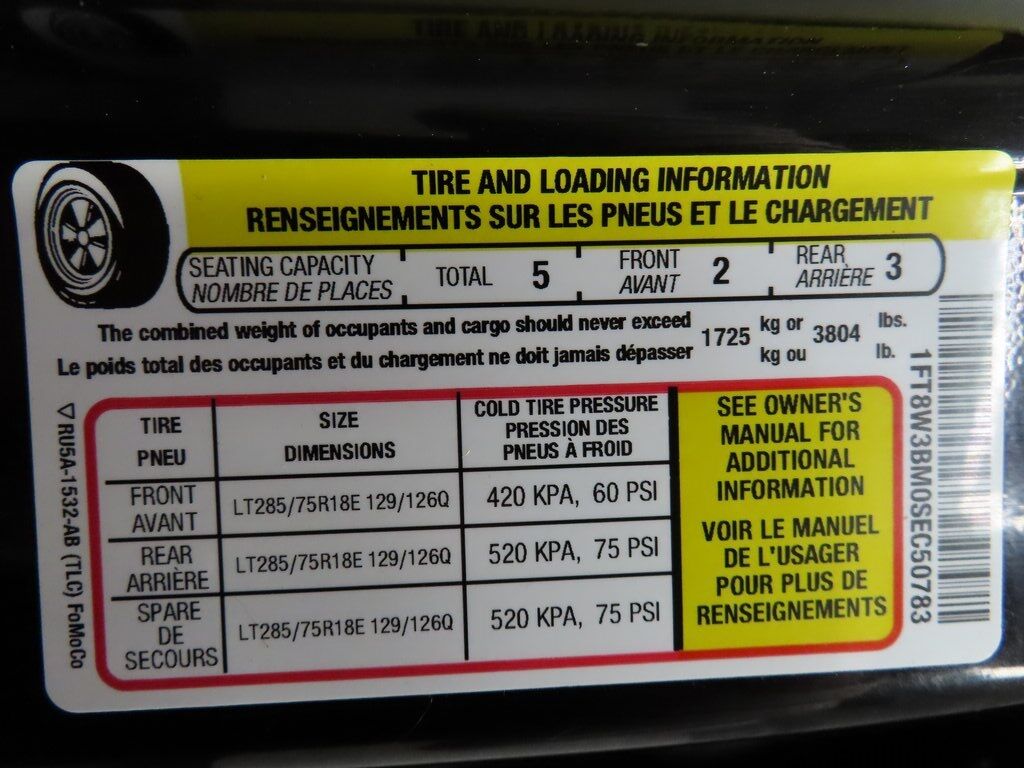 TIRE AND LOADING INFORMATION
RENSEIGNEMENTS SUR LES PNEUS ET LE CHARGEMENT
SEATING CAPACITY TOTAL 5 FRONT 2 REAR 3
NOMBRE DE PLACES AVANT ARRIÈRE
The combined weight of occupants and cargo should never exceed 1725 kg or 3804 lbs.
Le poids total des occupants et du chargement ne doit jamais dépasser kg ou lb.
TIRE SIZE COLD TIRE PRESSURE
PNEU DIMENSIONS PRESSION DES
PNEUS À FROID
FRONT LT285/75R18E 129/126Q 420 KPA, 60 PSI
AVANT
REAR LT285/75R18E 129/126Q 520 KPA, 75 PSI
ARRIÈRE
SPARE LT285/75R18E 129/126Q 520 KPA, 75 PSI
DE
SECOURS
SEE OWNER'S
MANUAL FOR
ADDITIONAL
INFORMATION
VOIR LE MANUEL
DE L'USAGER
POUR PLUS DE
RENSEIGNEMENTS
RU5A-1532-AB (TLC) FoMoCo
1FT8W3BM0SEC50783